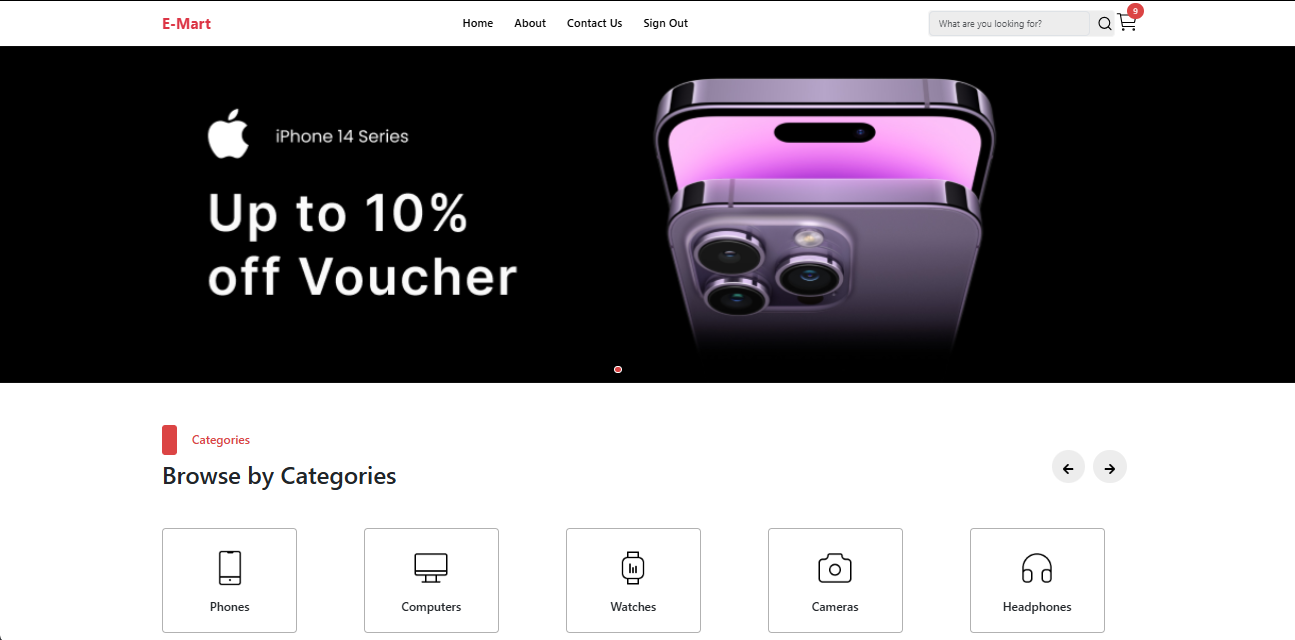 E-Mart
Home About Contact Us Sign Out
What are you looking for?
9
iPhone 14 Series
Up to 10%
off Voucher
Categories
Browse by Categories
Phones
Computers
Watches
Cameras
Headphones